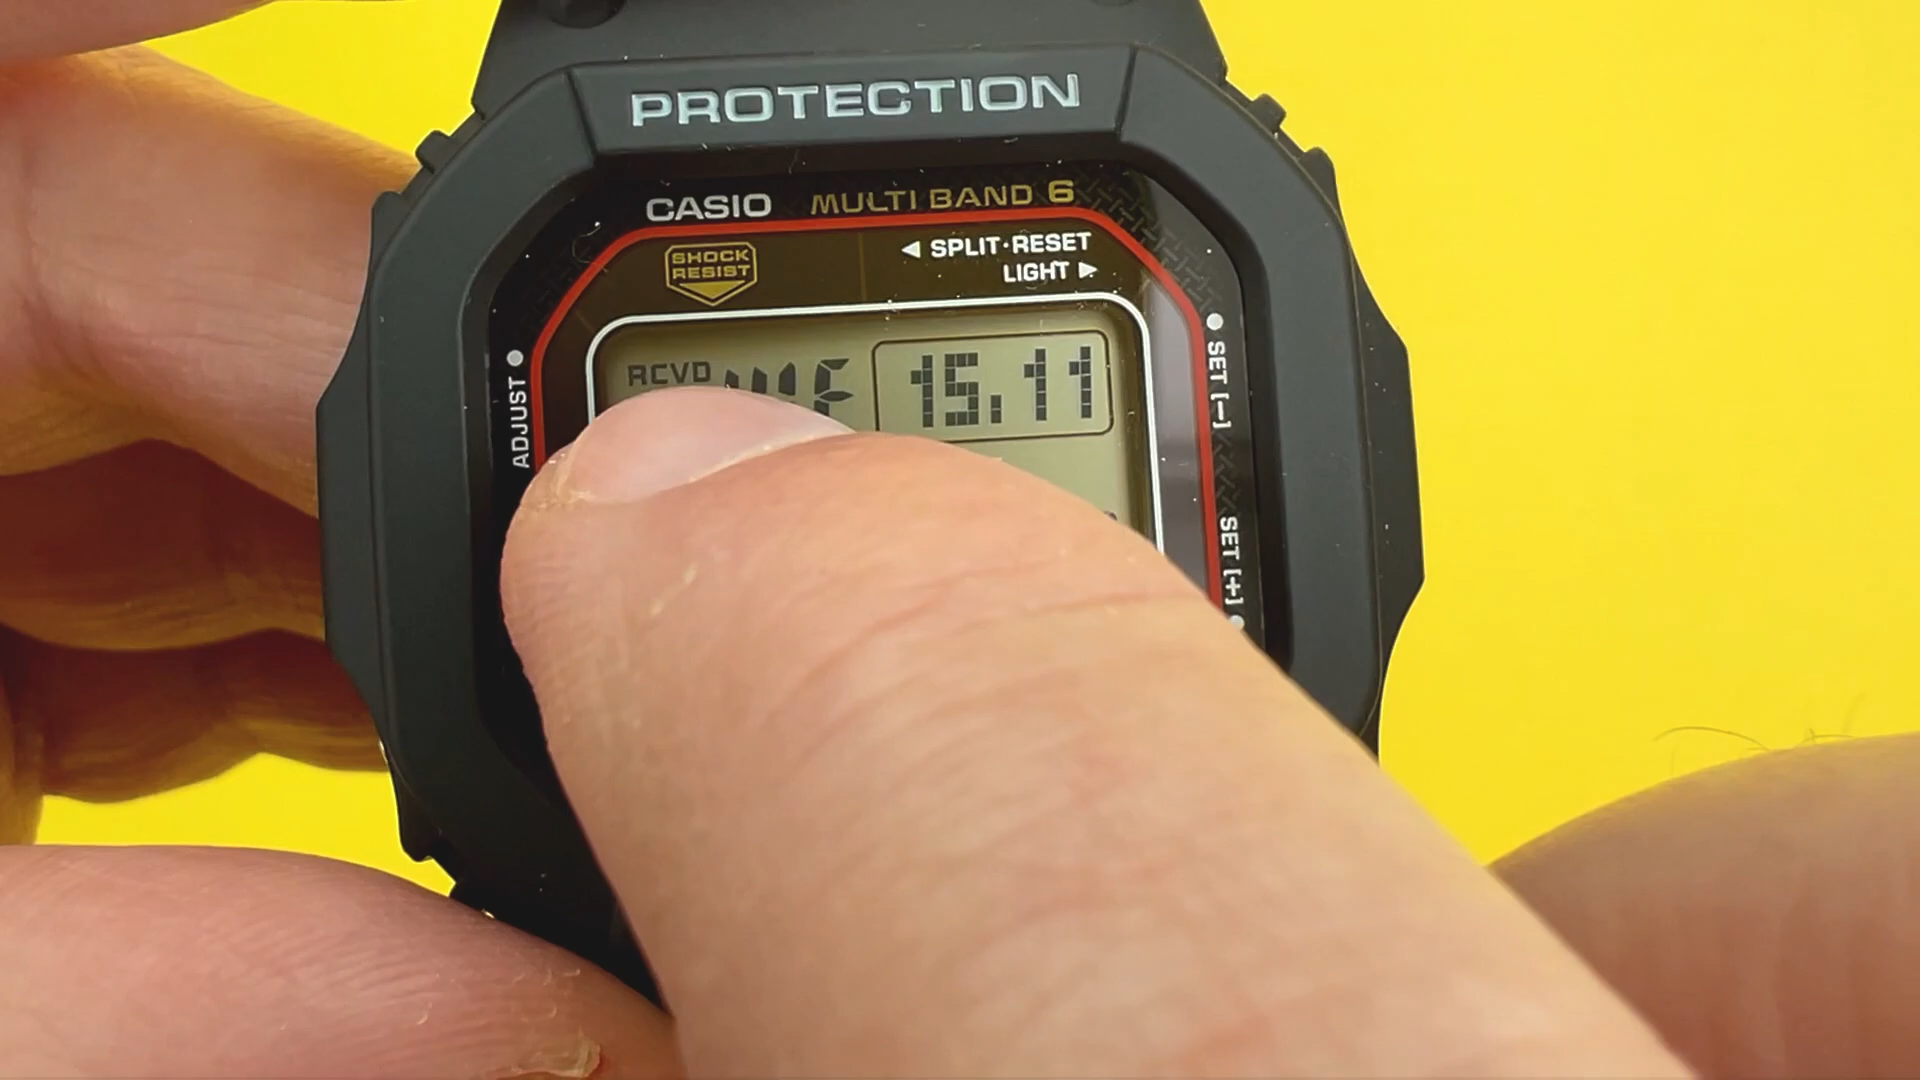 PROTECTION
CASIO MULTI BAND 6
SHOCK
RESIST
◀ SPLIT·RESET
LIGHT ▶
ADJUST
SET [−]
SET [+]
RCVD
15.11